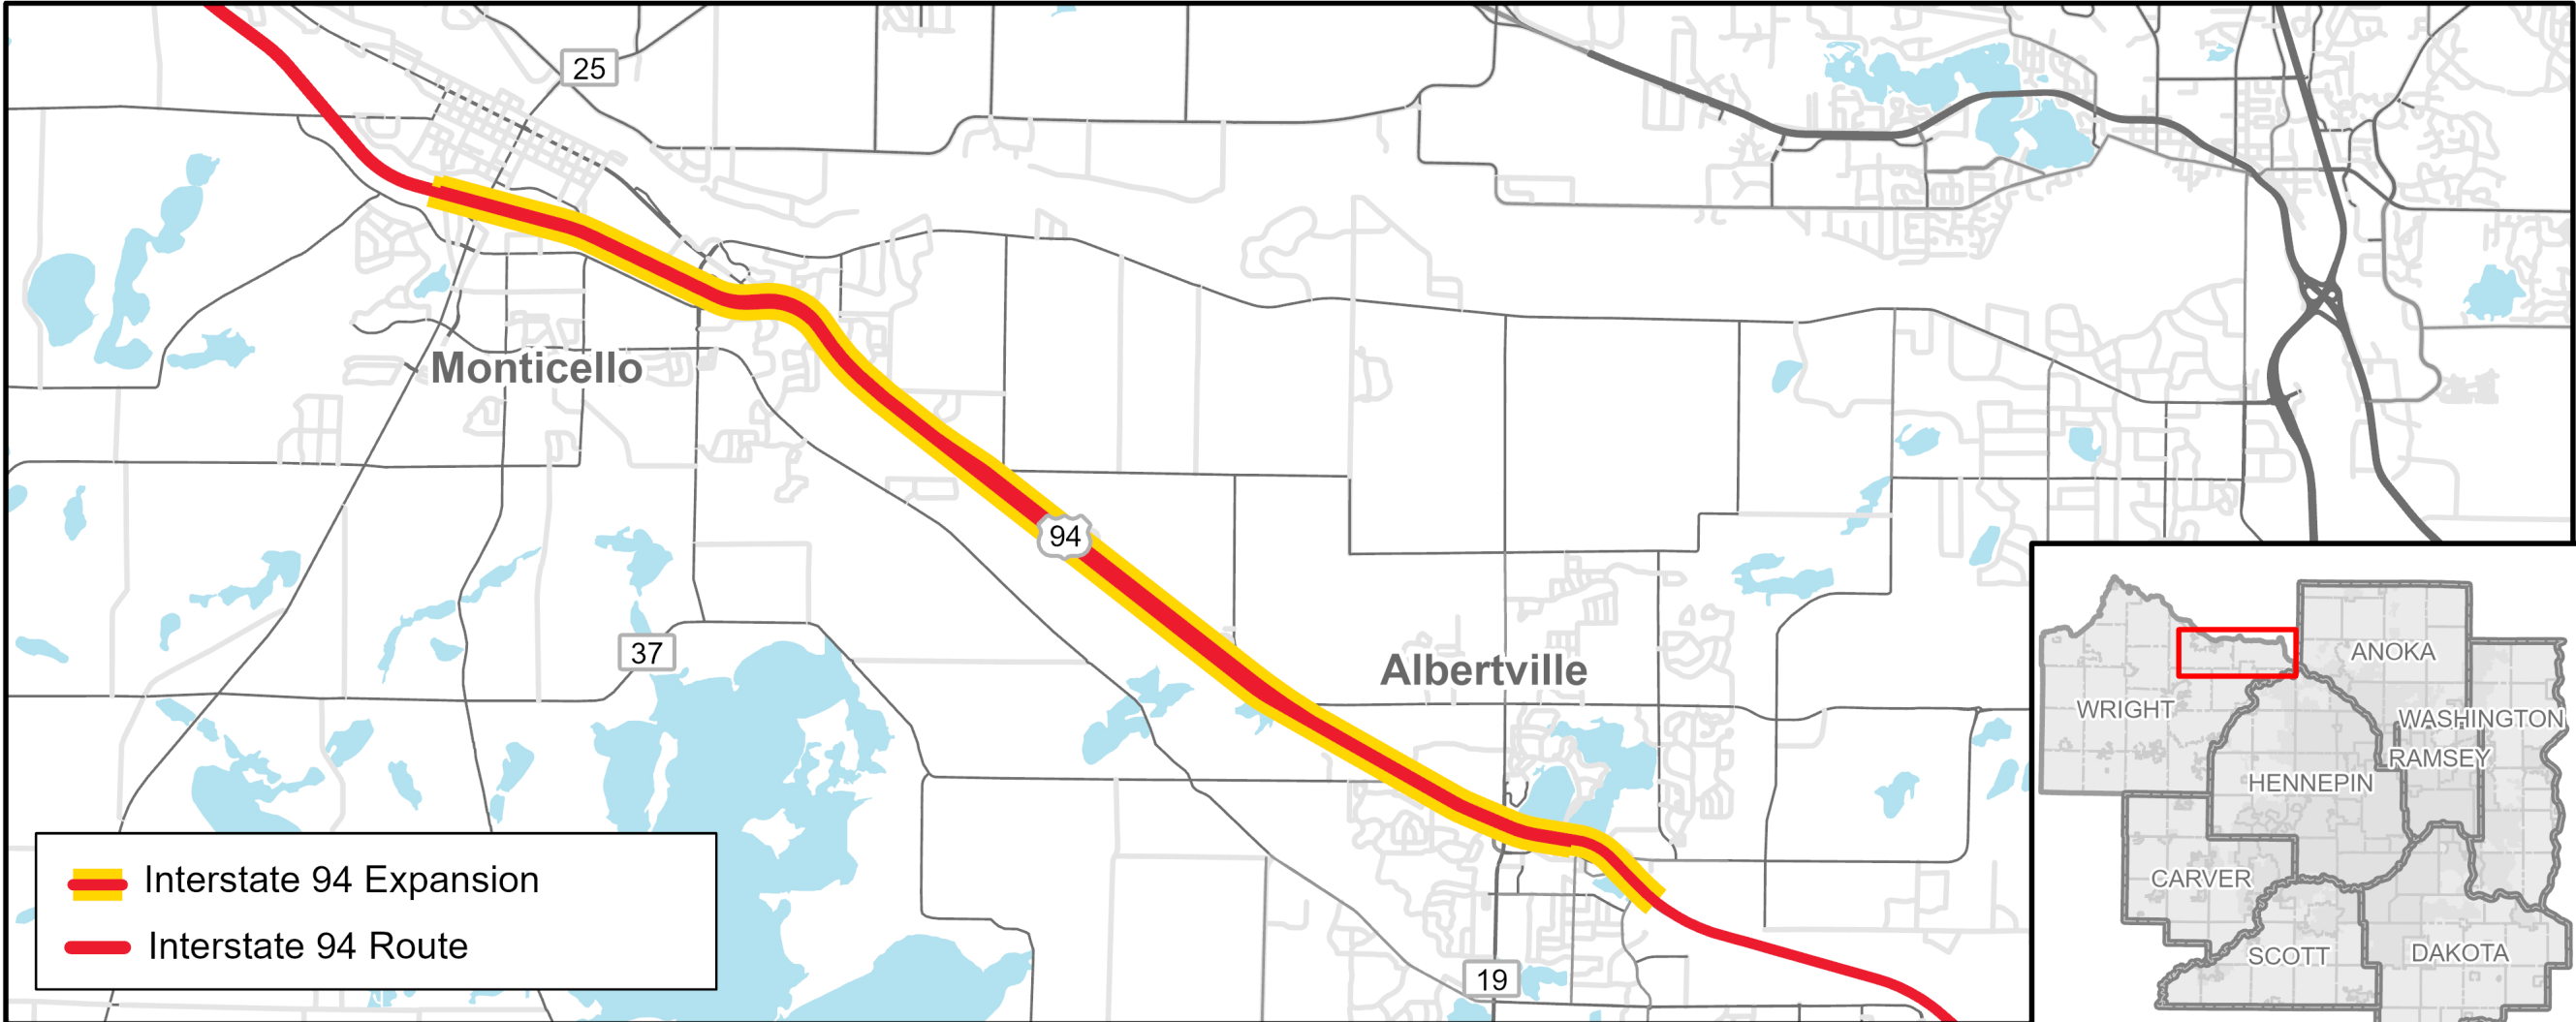 25
Monticello
94
37
Albertville
19
Interstate 94 Expansion
Interstate 94 Route
ANOKA
WRIGHT
WASHINGTON
RAMSEY
HENNEPIN
CARVER
SCOTT
DAKOTA